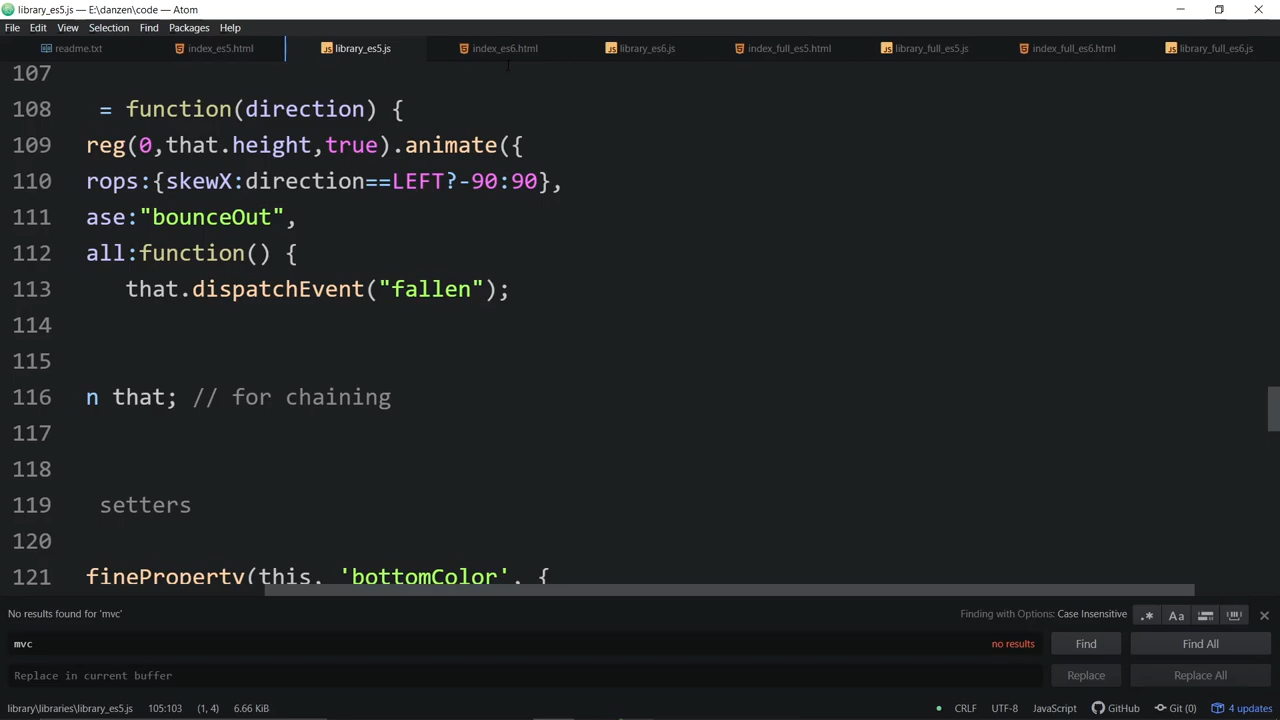 library_es5.js — E:\danzen\code — Atom
File Edit View Selection Find Packages Help
readme.txt index_es5.html library_es5.js index_es6.html library_es6.js index_full_es5.html library_full_es5.js index_full_es6.html library_full_es6.js
107
108 = function(direction) {
109 reg(0,that.height,true).animate({
110 rops:{skewX:direction==LEFT?-90:90},
111 ase:"bounceOut",
112 all:function() {
113 that.dispatchEvent("fallen");
114
115
116 n that; // for chaining
117
118
119 setters
120
121 fineProperty(this, 'bottomColor', {
No results found for 'mvc' Finding with Options: Case Insensitive .* Aa
mvc no results Find Find All
Replace in current buffer Replace Replace All
library\libraries\library_es5.js 105:103 (1, 4) 6.66 KiB CRLF UTF-8 JavaScript GitHub Git (0) 4 updates